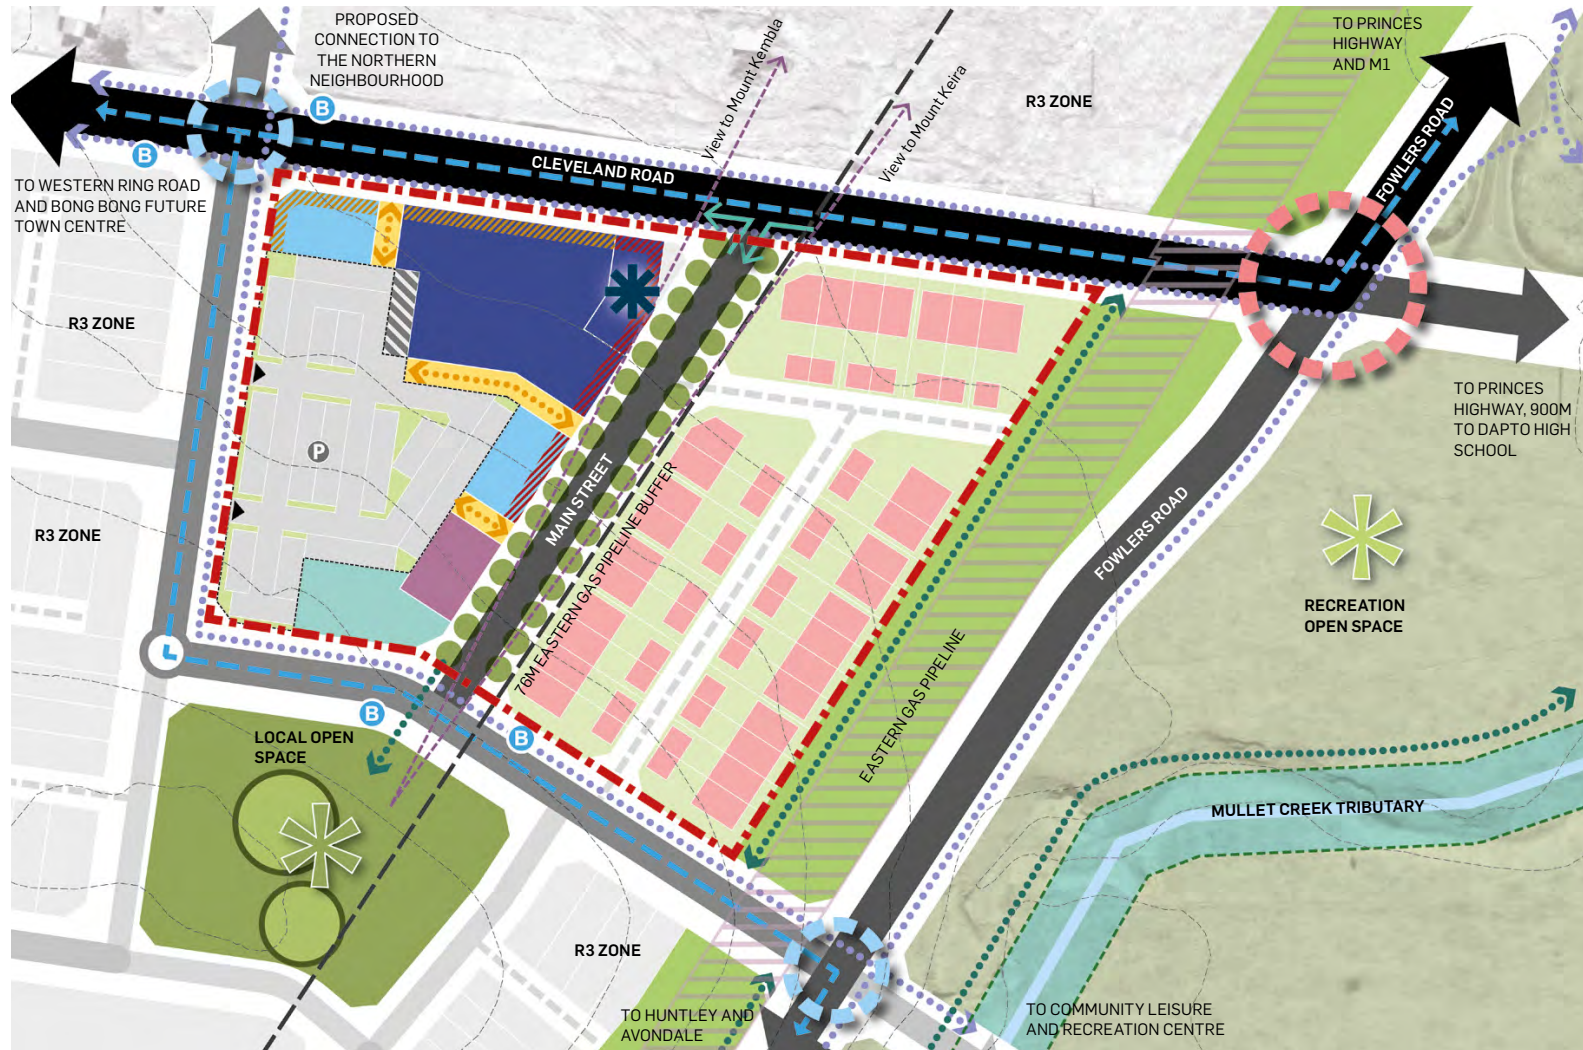 PROPOSED
CONNECTION TO
THE NORTHERN
NEIGHBOURHOOD
TO PRINCES
HIGHWAY
AND M1
View to Mount Kembla
View to Mount Keira
R3 ZONE
FOWLERS ROAD
B
B
CLEVELAND ROAD
TO WESTERN RING ROAD
AND BONG BONG FUTURE
TOWN CENTRE
R3 ZONE
TO PRINCES
HIGHWAY, 900M
TO DAPTO HIGH
SCHOOL
P
MAIN STREET
76M EASTERN GAS PIPELINE BUFFER
FOWLERS ROAD
R3 ZONE
RECREATION
OPEN SPACE
EASTERN GAS PIPELINE
B
B
LOCAL OPEN
SPACE
MULLET CREEK TRIBUTARY
R3 ZONE
TO HUNTLEY AND
AVONDALE
TO COMMUNITY LEISURE
AND RECREATION CENTRE